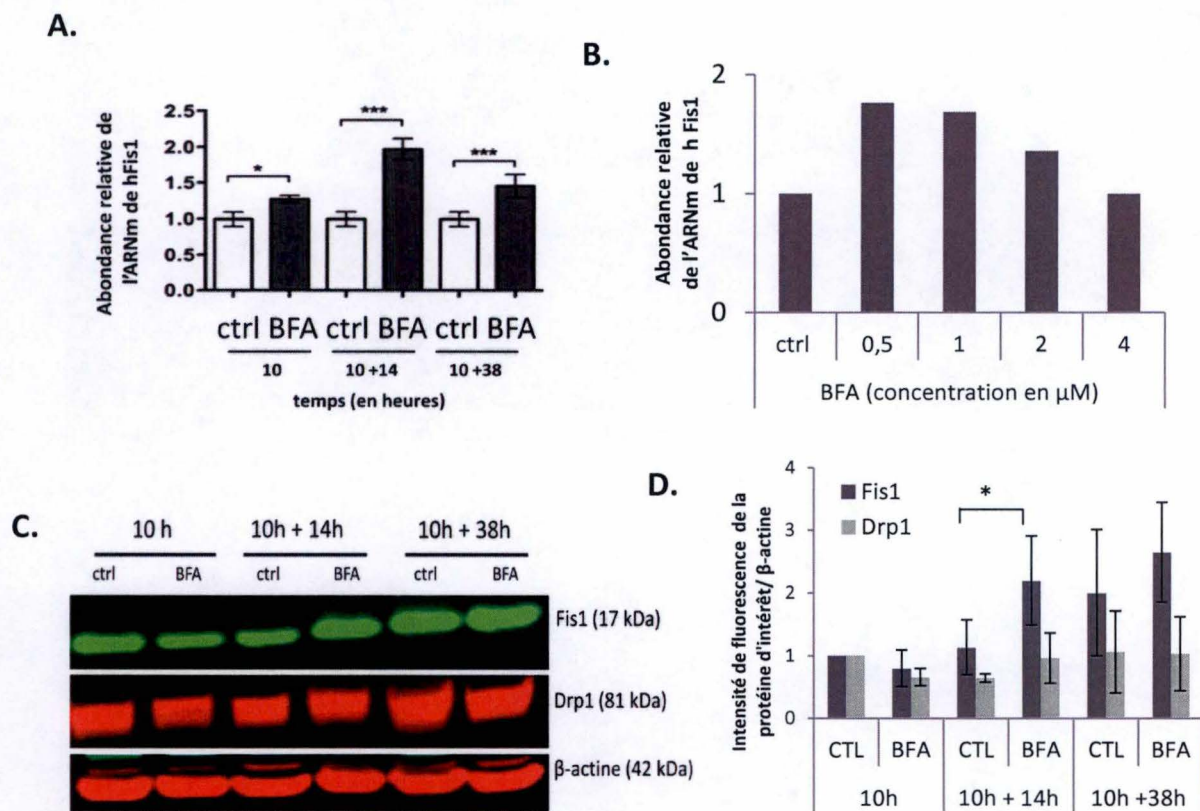 A.
Abondance relative de
l'ARNm de hFis1
2.5
2.0
1.5
1.0
0.5
0.0
*
***
***
ctrl BFA ctrl BFA ctrl BFA
10 10 +14 10 +38
temps (en heures)
B.
Abondance relative
de l'ARNm de h Fis1
2
1
0
ctrl 0,5 1 2 4
BFA (concentration en µM)
C.
10 h 10h + 14h 10h + 38h
ctrl BFA ctrl BFA ctrl BFA
Fis1 (17 kDa)
Drp1 (81 kDa)
β-actine (42 kDa)
D.
Intensité de fluorescence de la
protéine d'intérêt/ β-actine
4
3
2
1
0
Fis1
Drp1
*
CTL BFA CTL BFA CTL BFA
10h 10h + 14h 10h +38h